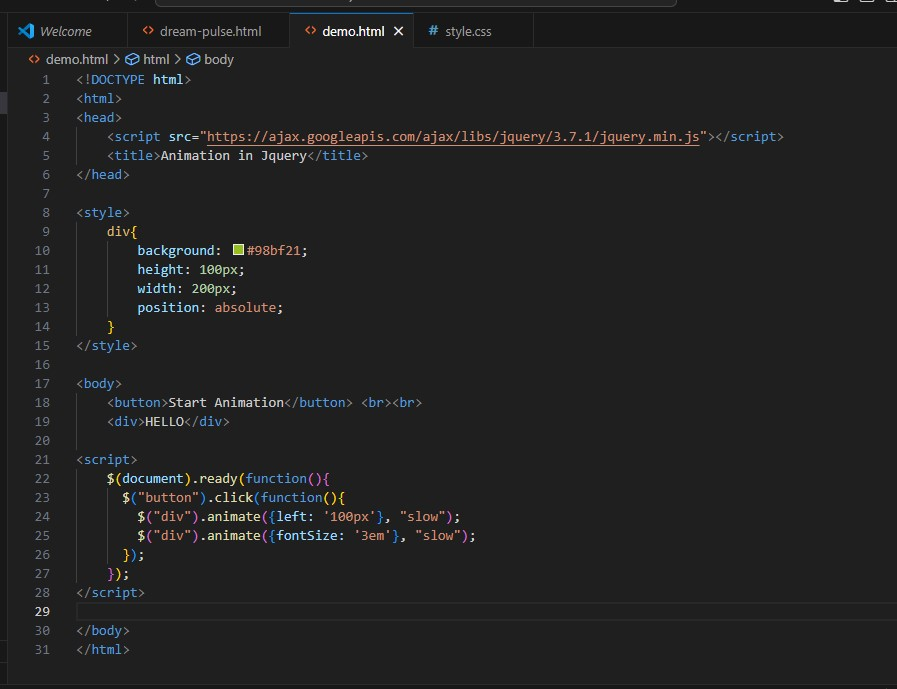 Welcome dream-pulse.html demo.html style.css
demo.html > html > body
1 <!DOCTYPE html>
2 <html>
3 <head>
4 <script src="https://ajax.googleapis.com/ajax/libs/jquery/3.7.1/jquery.min.js"></script>
5 <title>Animation in Jquery</title>
6 </head>
7
8 <style>
9 div{
10 background: #98bf21;
11 height: 100px;
12 width: 200px;
13 position: absolute;
14 }
15 </style>
16
17 <body>
18 <button>Start Animation</button> <br><br>
19 <div>HELLO</div>
20
21 <script>
22 $(document).ready(function(){
23 $("button").click(function(){
24 $("div").animate({left: '100px'}, "slow");
25 $("div").animate({fontSize: '3em'}, "slow");
26 });
27 });
28 </script>
29
30 </body>
31 </html>